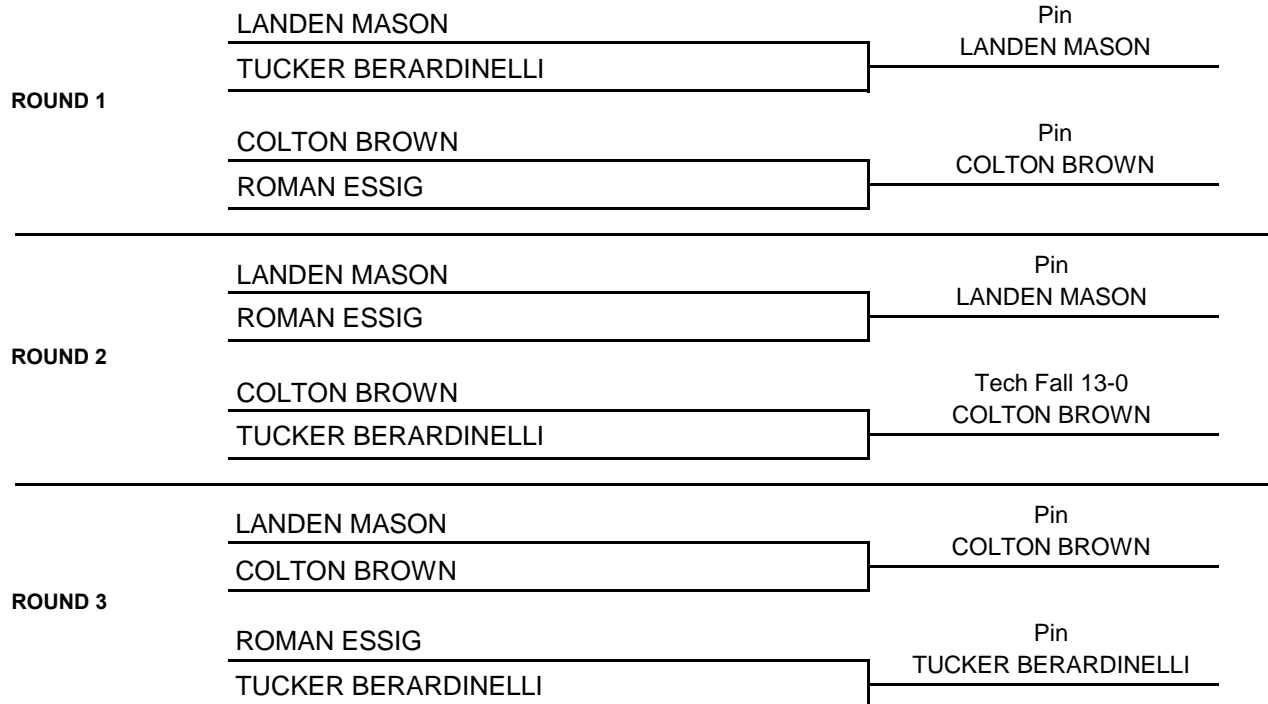 LANDEN MASON
Pin
LANDEN MASON
TUCKER BERARDINELLI
ROUND 1
COLTON BROWN
Pin
COLTON BROWN
ROMAN ESSIG
LANDEN MASON
Pin
LANDEN MASON
ROMAN ESSIG
ROUND 2
COLTON BROWN
Tech Fall 13-0
COLTON BROWN
TUCKER BERARDINELLI
LANDEN MASON
Pin
COLTON BROWN
COLTON BROWN
ROUND 3
ROMAN ESSIG
Pin
TUCKER BERARDINELLI
TUCKER BERARDINELLI